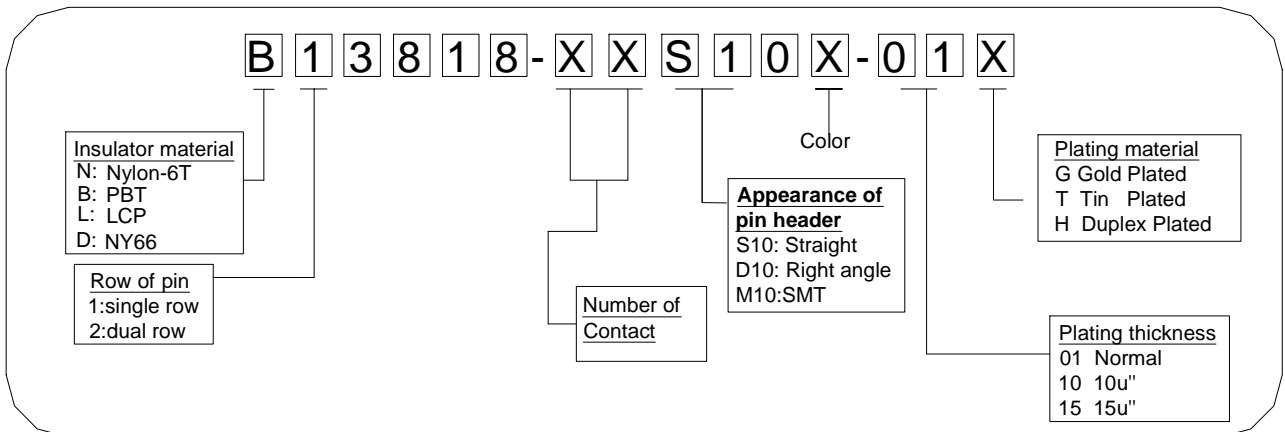 B13818-XXS10X-01X
Color
Insulator material
N: Nylon-6T
B: PBT
L: LCP
D: NY66
Row of pin
1:single row
2:dual row
Number of
Contact
Appearance of
pin header
S10: Straight
D10: Right angle
M10:SMT
Plating material
G Gold Plated
T Tin Plated
H Duplex Plated
Plating thickness
01 Normal
10 10u"
15 15u"